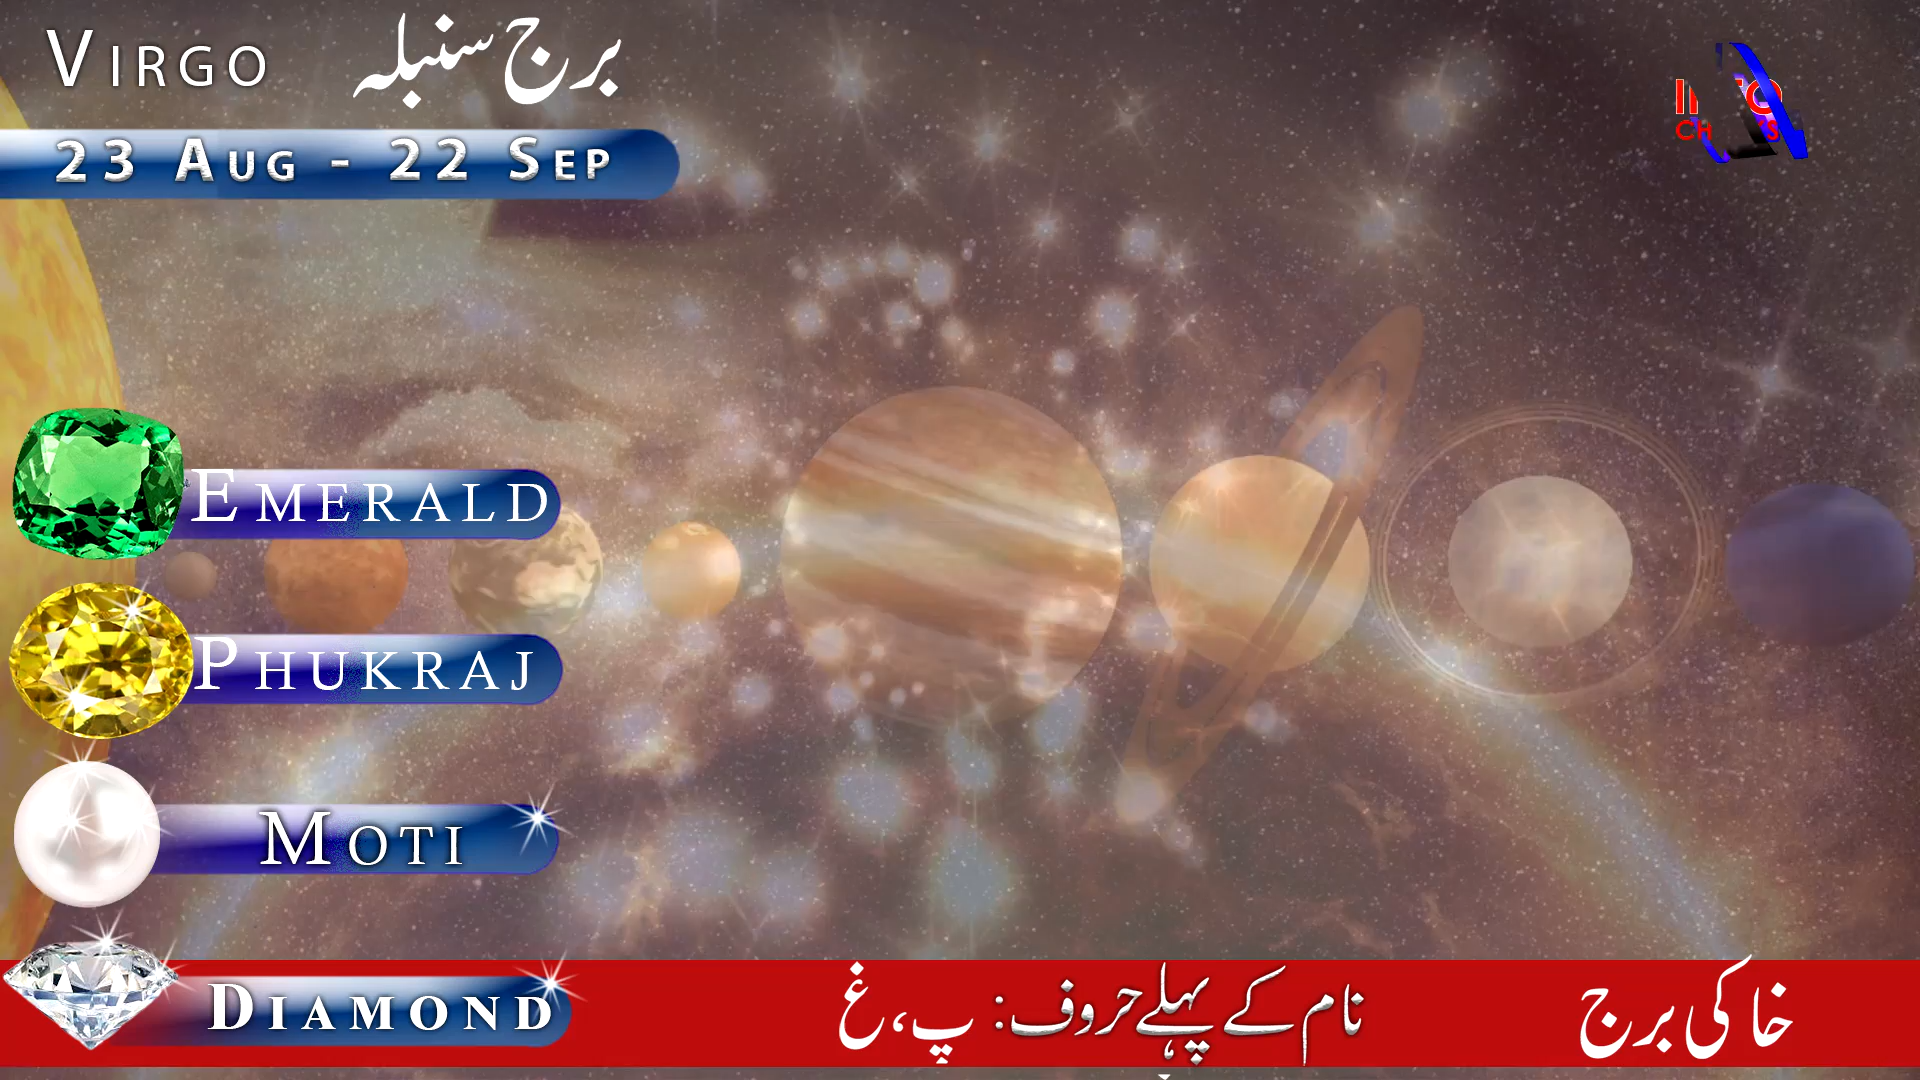 Virgo برج سنبلہ
23 Aug - 22 Sep
Emerald
Phukraj
Moti
Diamond
نام کے پہلے حروف: پ، غ
خاکی برج